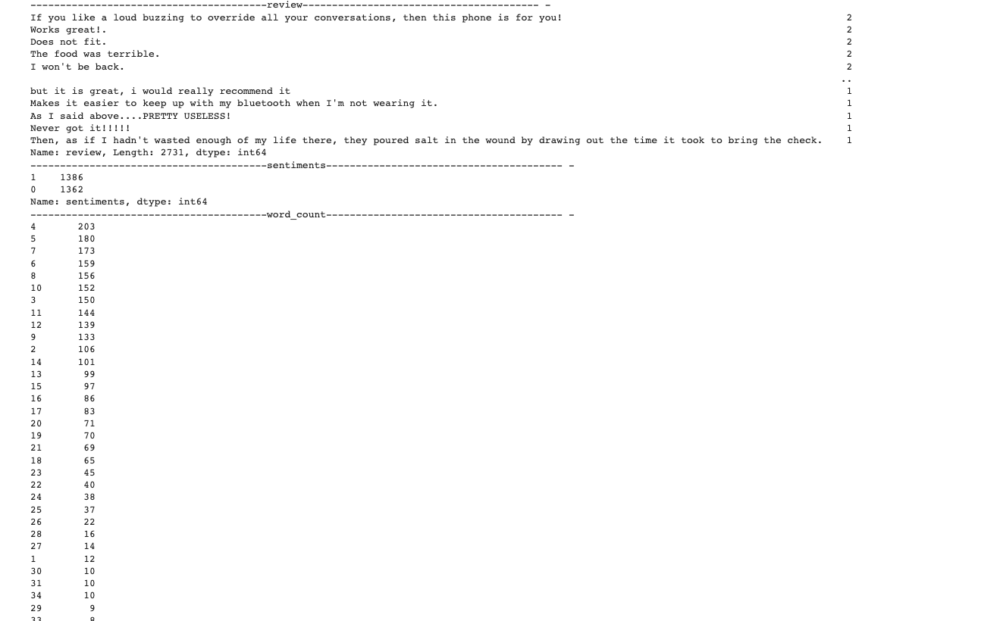 ----------------------------------------review---------------------------------------- -
If you like a loud buzzing to override all your conversations, then this phone is for you! 2
Works great!. 2
Does not fit. 2
The food was terrible. 2
I won't be back. 2
..
but it is great, i would really recommend it 1
Makes it easier to keep up with my bluetooth when I'm not wearing it. 1
As I said above....PRETTY USELESS! 1
Never got it!!!!! 1
Then, as if I hadn't wasted enough of my life there, they poured salt in the wound by drawing out the time it took to bring the check. 1
Name: review, Length: 2731, dtype: int64
----------------------------------------sentiments---------------------------------------- -
1 1386
0 1362
Name: sentiments, dtype: int64
----------------------------------------word_count---------------------------------------- -
4 203
5 180
7 173
6 159
8 156
10 152
3 150
11 144
12 139
9 133
2 106
14 101
13 99
15 97
16 86
17 83
20 71
19 70
21 69
18 65
23 45
22 40
24 38
25 37
26 22
28 16
27 14
1 12
30 10
31 10
34 10
29 9
33 8